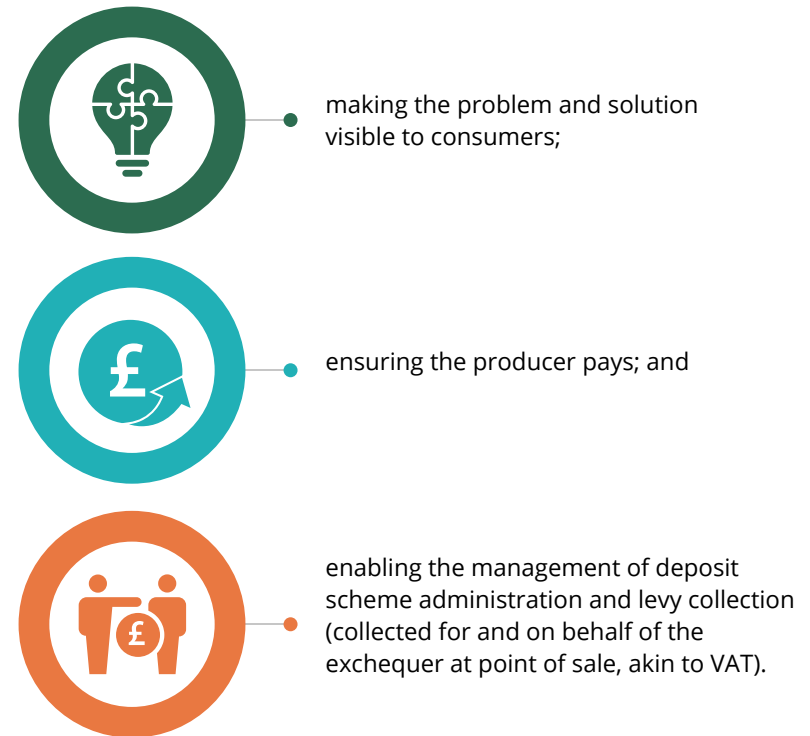 making the problem and solution
visible to consumers;
£
ensuring the producer pays; and
£
enabling the management of deposit
scheme administration and levy collection
(collected for and on behalf of the
exchequer at point of sale, akin to VAT).